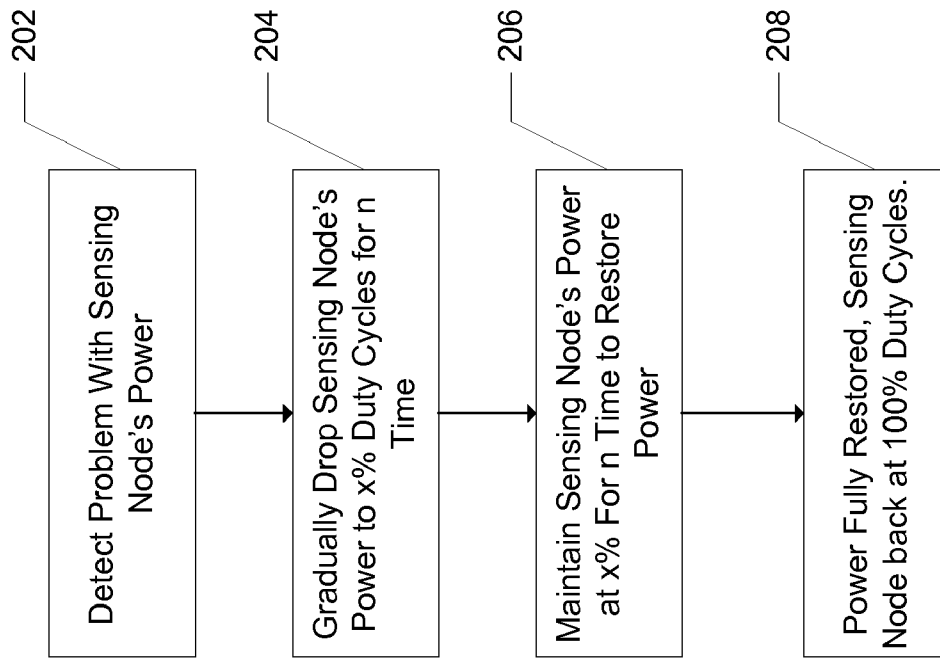 202
Detect Problem With Sensing
Node's Power
204
Gradually Drop Sensing Node's
Power to x% Duty Cycles for n
Time
206
Maintain Sensing Node's Power
at x% For n Time to Restore
Power
208
Power Fully Restored, Sensing
Node back at 100% Duty Cycles.